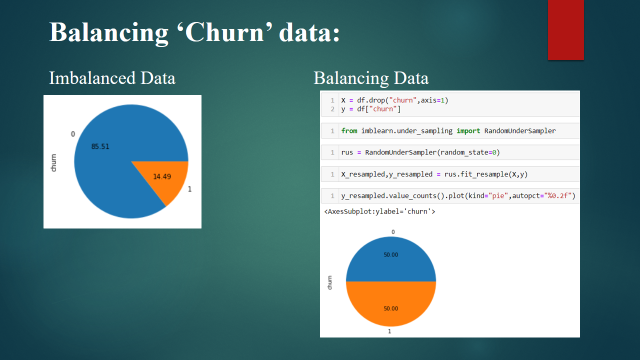 Balancing ‘Churn’ data:
Imbalanced Data
0
85.51
14.49
1
churn
Balancing Data
1 X = df.drop("churn",axis=1)
2 y = df["churn"]
1 from imblearn.under_sampling import RandomUnderSampler
1 rus = RandomUnderSampler(random_state=0)
1 X_resampled,y_resampled = rus.fit_resample(X,y)
1 y_resampled.value_counts().plot(kind="pie",autopct="%0.2f")
<AxesSubplot:ylabel='churn'>
0
50.00
churn
50.00
1